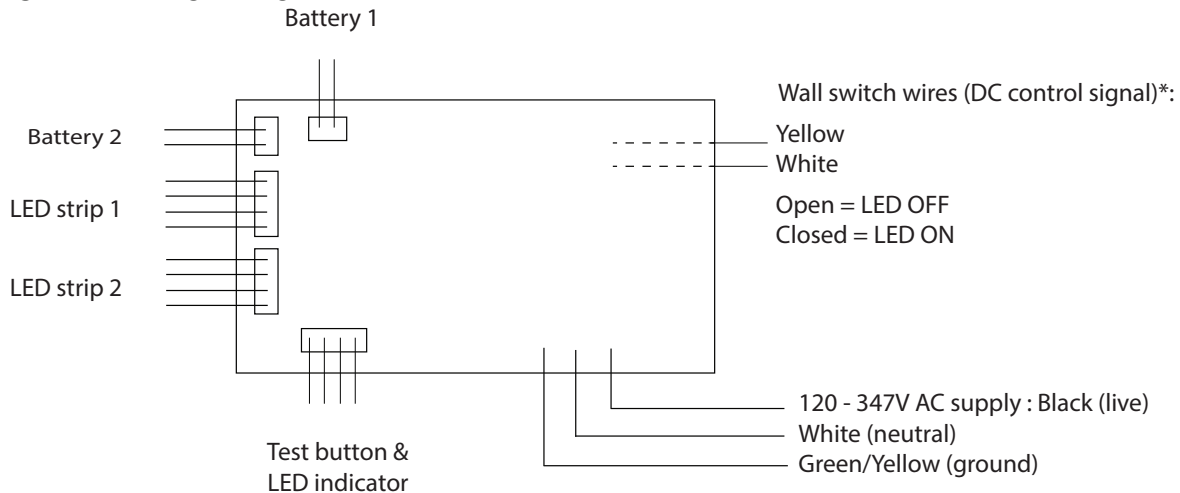 Battery 1
Wall switch wires (DC control signal)*:
Battery 2
Yellow
White
LED strip 1
Open = LED OFF
Closed = LED ON
LED strip 2
120 - 347V AC supply : Black (live)
White (neutral)
Green/Yellow (ground)
Test button &
LED indicator